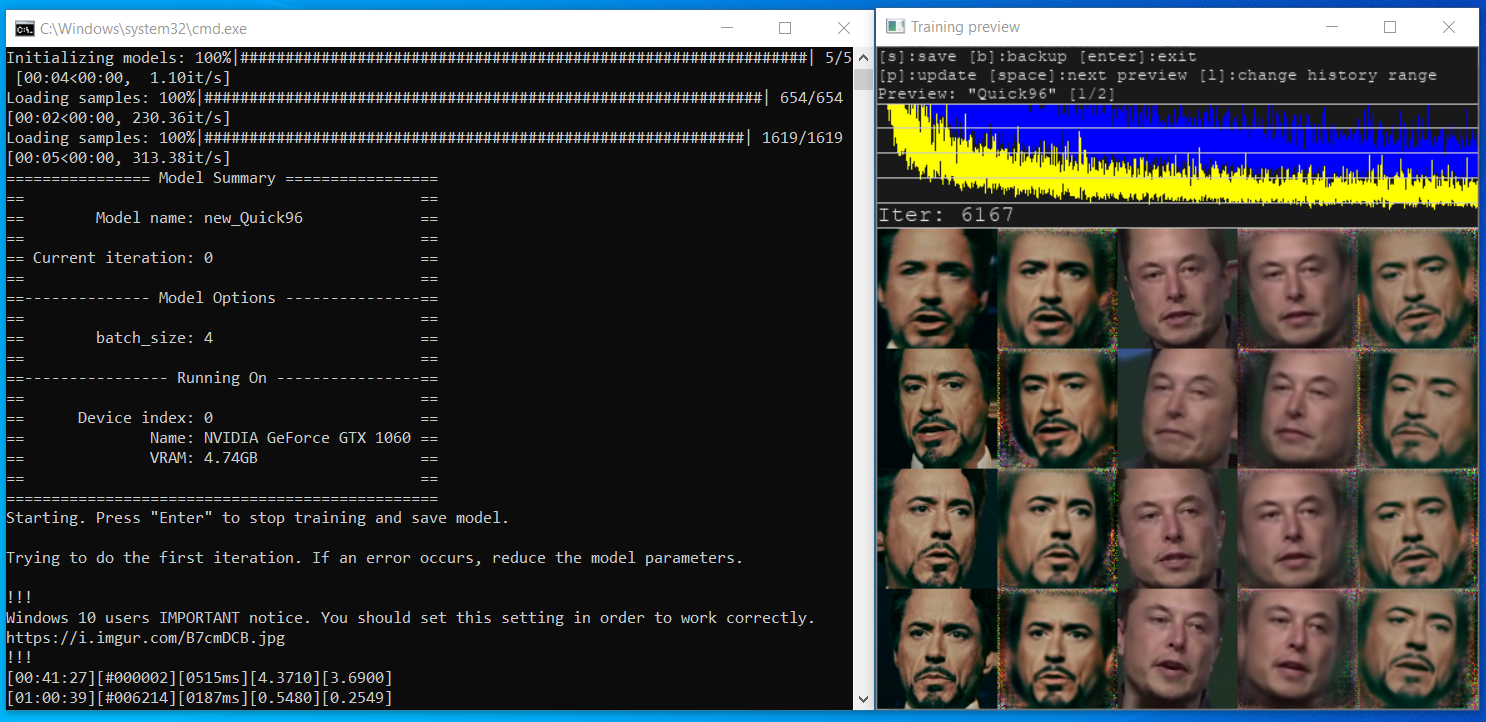 C:\Windows\system32\cmd.exe
Initializing models: 100%|###############################################################| 5/5
[00:04<00:00,  1.10it/s]
Loading samples: 100%|##############################################################| 654/654
[00:02<00:00, 230.36it/s]
Loading samples: 100%|############################################################| 1619/1619
[00:05<00:00, 313.38it/s]
================ Model Summary =================
==                                            ==
==        Model name: new_Quick96             ==
==                                            ==
== Current iteration: 0                       ==
==                                            ==
==-------------- Model Options ---------------==
==                                            ==
==        batch_size: 4                       ==
==                                            ==
==---------------- Running On ----------------==
==                                            ==
==      Device index: 0                       ==
==              Name: NVIDIA GeForce GTX 1060 ==
==              VRAM: 4.74GB                  ==
==                                            ==
================================================
Starting. Press "Enter" to stop training and save model.
Trying to do the first iteration. If an error occurs, reduce the model parameters.
!!!
Windows 10 users IMPORTANT notice. You should set this setting in order to work correctly.
https://i.imgur.com/B7cmDCB.jpg
!!!
[00:41:27][#000002][0515ms][4.3710][3.6900]
[01:00:39][#006214][0187ms][0.5480][0.2549]
Training preview
[s]:save [b]:backup [enter]:exit
[p]:update [space]:next preview [l]:change history range
Preview: "Quick96" [1/2]
Iter: 6167